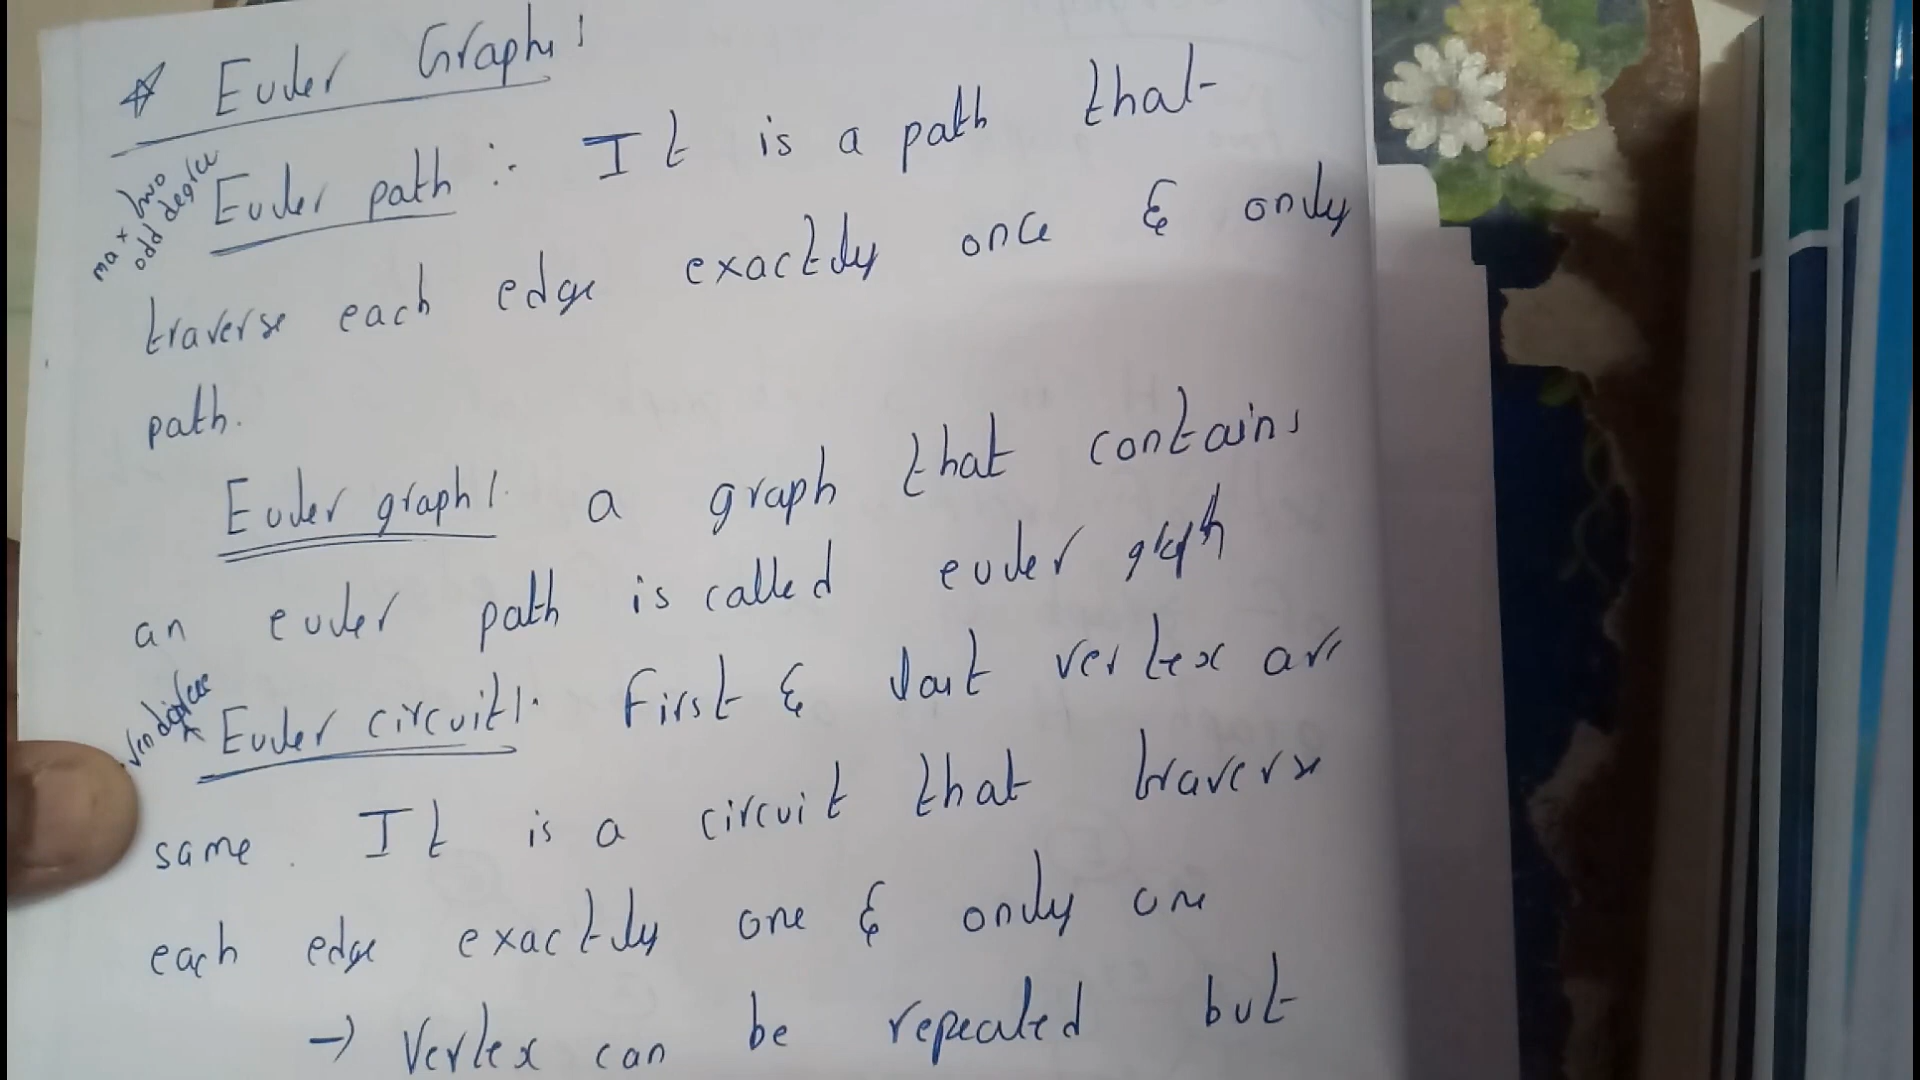 ☆ Euler Graph:
max two
odd degree
Euler path :- It is a path that
traverse each edge exactly once & only
path.
Euler graph:- a graph that contains
an euler path is called euler graph
degree
Euler circuit:- First & last vertex are
same. It is a circuit that traverse
each edge exactly one & only one
→ Vertex can be repeated but